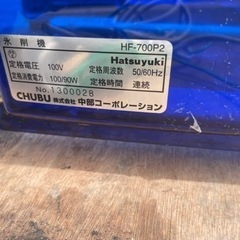 氷削機 HF-700P2
Hatsuyuki
定格電圧 100V 定格周波数 50/60Hz
定格消費電力 100/90W 定格時間 連続
No.1300028
CHUBU 株式会社 中部コーポレーション